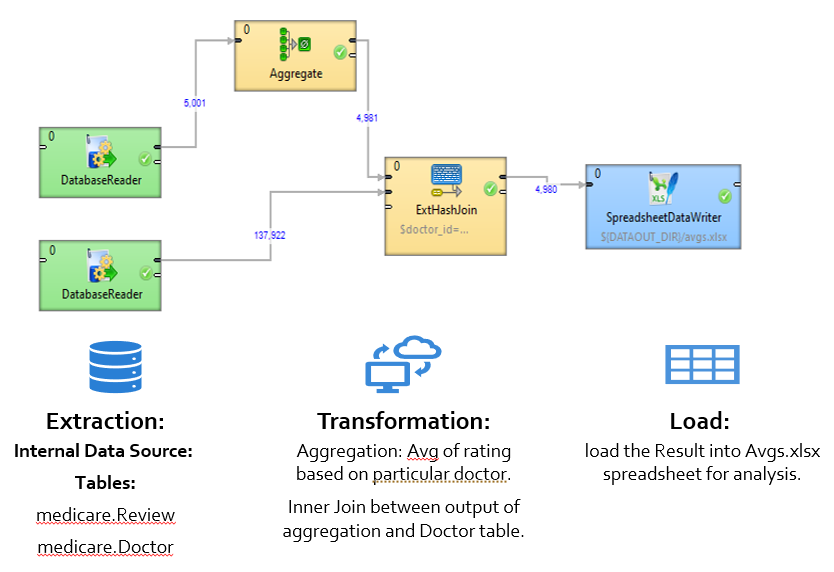 0
Aggregate
5,001
4,981
0
DatabaseReader
0
ExtHashJoin
$doctor_id=...
4,980
0
XLS
SpreadsheetDataWriter
${DATAOUT_DIR}/avgs.xlsx
137,922
0
DatabaseReader
Extraction:
Internal Data Source:
Tables:
medicare.Review
medicare.Doctor
Transformation:
Aggregation: Avg of rating
based on particular doctor.
Inner Join between output of
aggregation and Doctor table.
Load:
load the Result into Avgs.xlsx
spreadsheet for analysis.